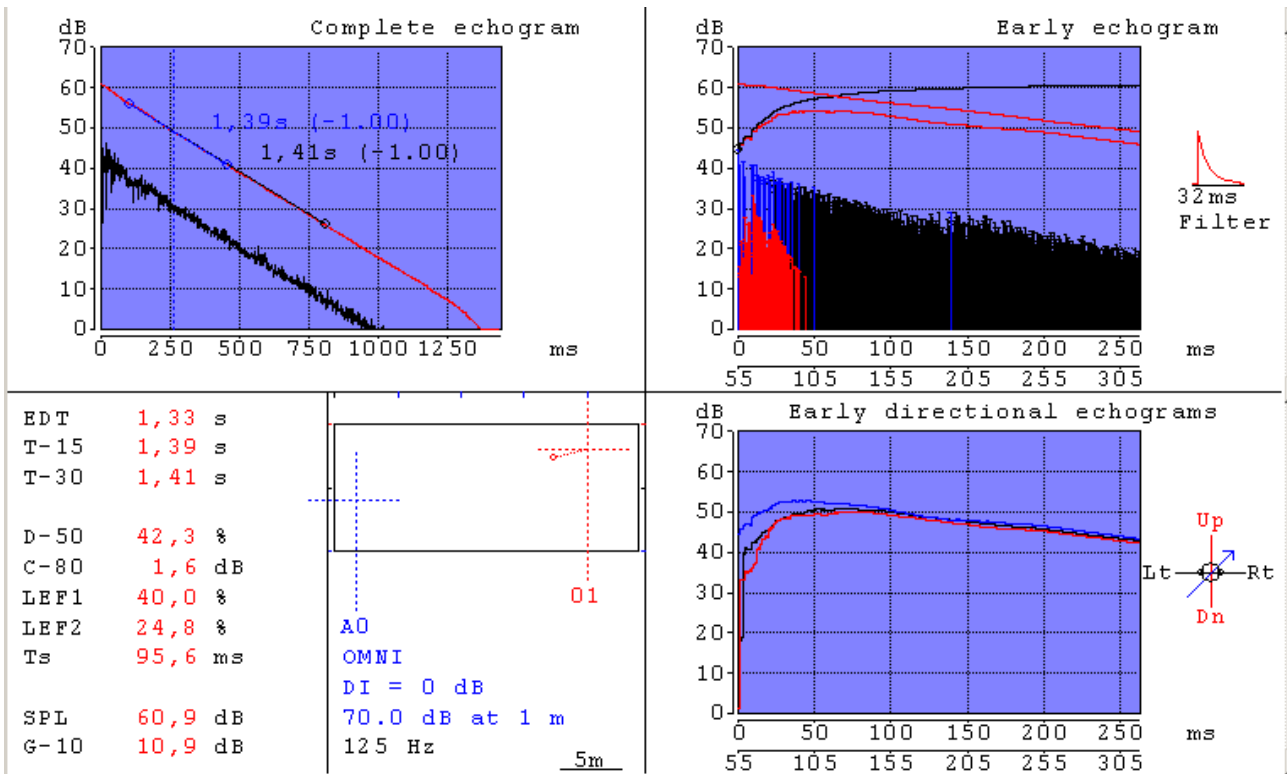 Complete echogram
dB
70
60
50
40
30
20
10
0
1,39s (-1.00)
1,41s (-1.00)
0 250 500 750 1000 1250 ms
Early echogram
dB
70
60
50
40
30
20
10
0
0 50 100 150 200 250 ms
55 105 155 205 255 305
32ms
Filter
EDT 1,33 s
T-15 1,39 s
T-30 1,41 s
D-50 42,3 %
C-80 1,6 dB
LEF1 40,0 %
LEF2 24,8 %
Ts 95,6 ms
SPL 60,9 dB
G-10 10,9 dB
01
A0
OMNI
DI = 0 dB
70.0 dB at 1 m
125 Hz
5m
Early directional echograms
dB
70
60
50
40
30
20
10
0
0 50 100 150 200 250 ms
55 105 155 205 255 305
Up
Lt Rt
Dn